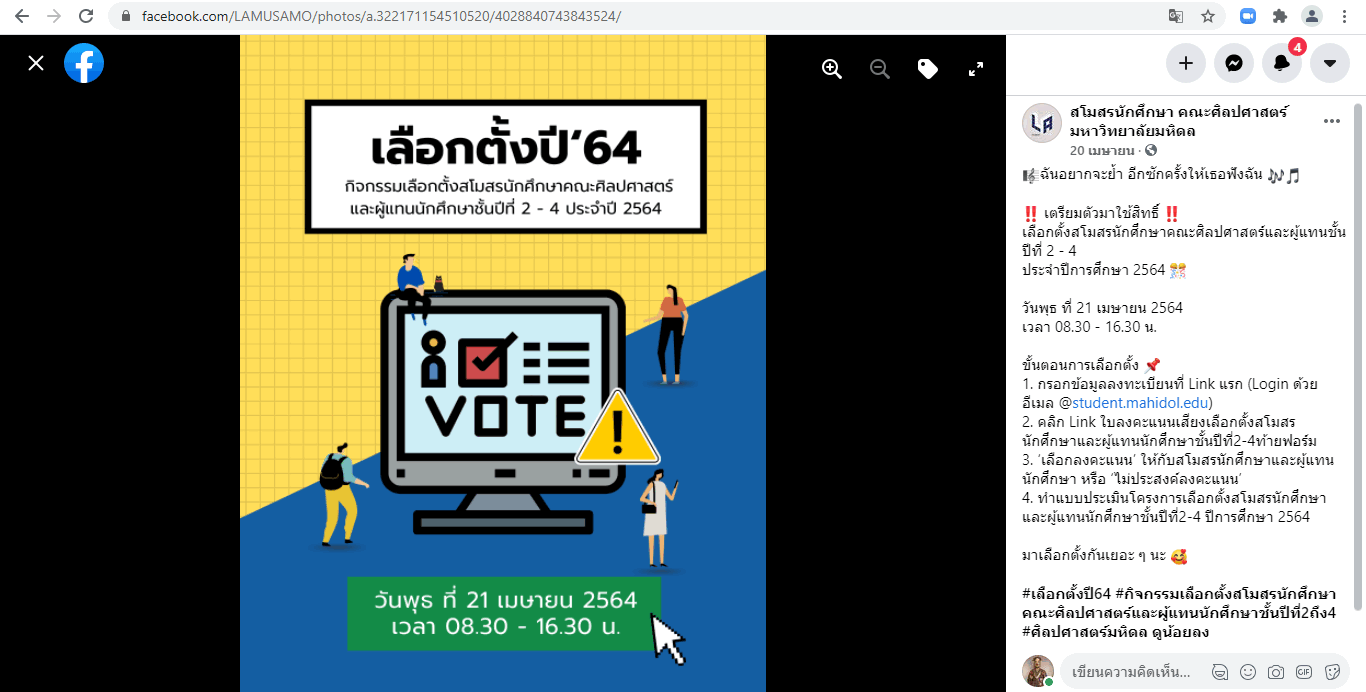 facebook.com/LAMUSAMO/photos/a.322171154510520/4028840743843524/
เลือกตั้งปี'64
กิจกรรมเลือกตั้งสโมสรนักศึกษาคณะศิลปศาสตร์
และผู้แทนนักศึกษาชั้นปีที่ 2 - 4 ประจำปี 2564
VOTE
!
วันพุธ ที่ 21 เมษายน 2564
เวลา 08.30 - 16.30 น.
4
LA
สโมสรนักศึกษา คณะศิลปศาสตร์
มหาวิทยาลัยมหิดล
20 เมษายน ·
🎼ฉันอยากจะย้ำ อีกซักครั้งให้เธอฟังฉัน 🎶🎵
‼️ เตรียมตัวมาใช้สิทธิ์ ‼️
เลือกตั้งสโมสรนักศึกษาคณะศิลปศาสตร์และผู้แทนชั้น
ปีที่ 2 - 4
ประจำปีการศึกษา 2564 🎊
วันพุธ ที่ 21 เมษายน 2564
เวลา 08.30 - 16.30 น.
ขั้นตอนการเลือกตั้ง 📌
1. กรอกข้อมูลลงทะเบียนที่ Link แรก (Login ด้วย
อีเมล @student.mahidol.edu)
2. คลิก Link ใบลงคะแนนเสียงเลือกตั้งสโมสร
นักศึกษาและผู้แทนนักศึกษาชั้นปีที่2-4ท้ายฟอร์ม
3. 'เลือกลงคะแนน' ให้กับสโมสรนักศึกษาและผู้แทน
นักศึกษา หรือ 'ไม่ประสงค์ลงคะแนน'
4. ทำแบบประเมินโครงการเลือกตั้งสโมสรนักศึกษา
และผู้แทนนักศึกษาชั้นปีที่2-4 ปีการศึกษา 2564
มาเลือกตั้งกันเยอะ ๆ นะ 🥰
#เลือกตั้งปี64 #กิจกรรมเลือกตั้งสโมสรนักศึกษา
คณะศิลปศาสตร์และผู้แทนนักศึกษาชั้นปีที่2ถึง4
#ศิลปศาสตร์มหิดล ดูน้อยลง
เขียนความคิดเห็น...
GIF